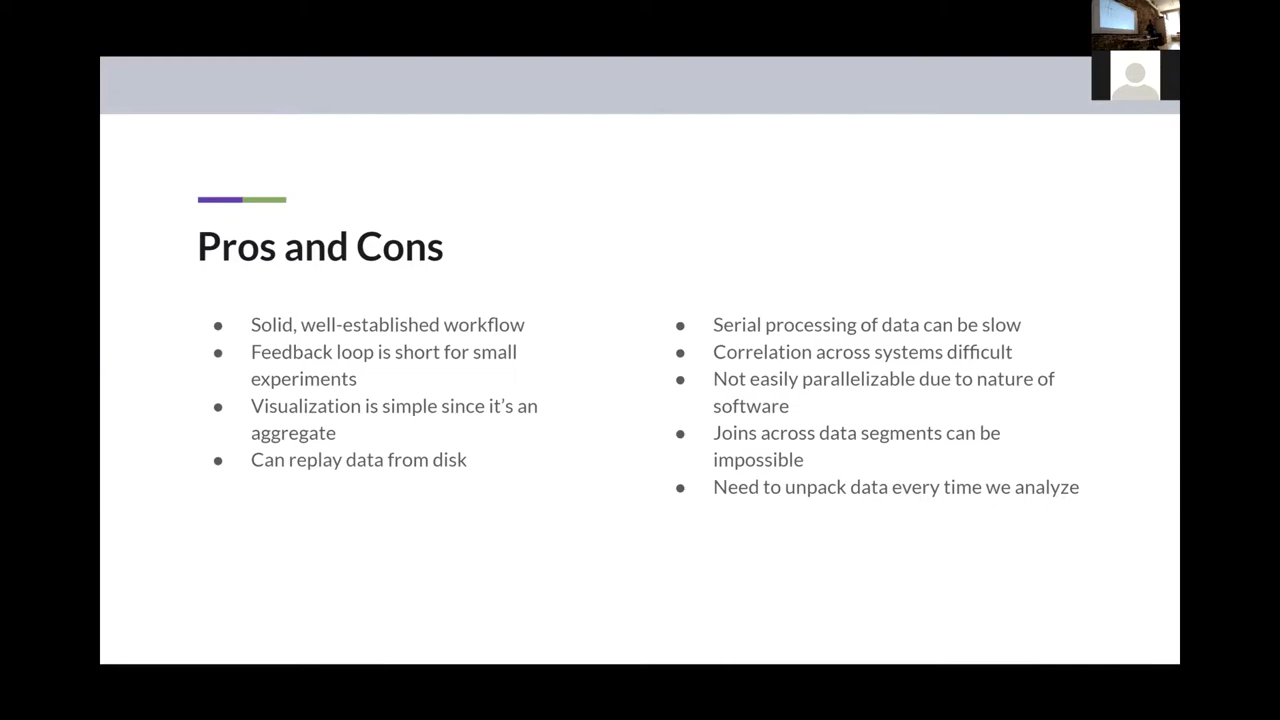 Pros and Cons
● Solid, well-established workflow
● Feedback loop is short for small
experiments
● Visualization is simple since it's an
aggregate
● Can replay data from disk
● Serial processing of data can be slow
● Correlation across systems difficult
● Not easily parallelizable due to nature of
software
● Joins across data segments can be
impossible
● Need to unpack data every time we analyze